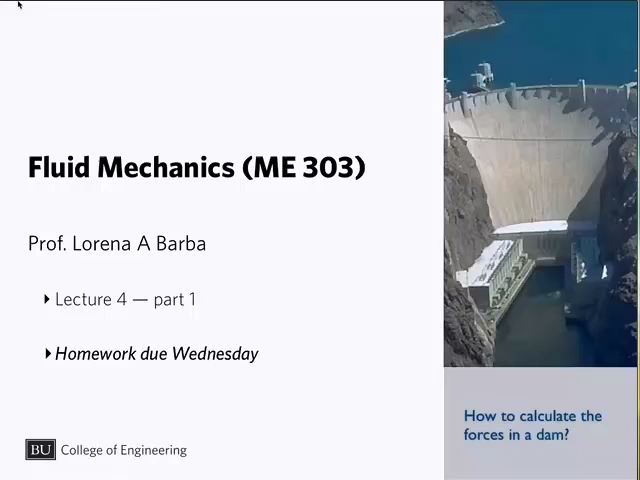 Fluid Mechanics (ME 303)
Prof. Lorena A Barba
Lecture 4 — part 1
Homework due Wednesday
BU College of Engineering
How to calculate the
forces in a dam?